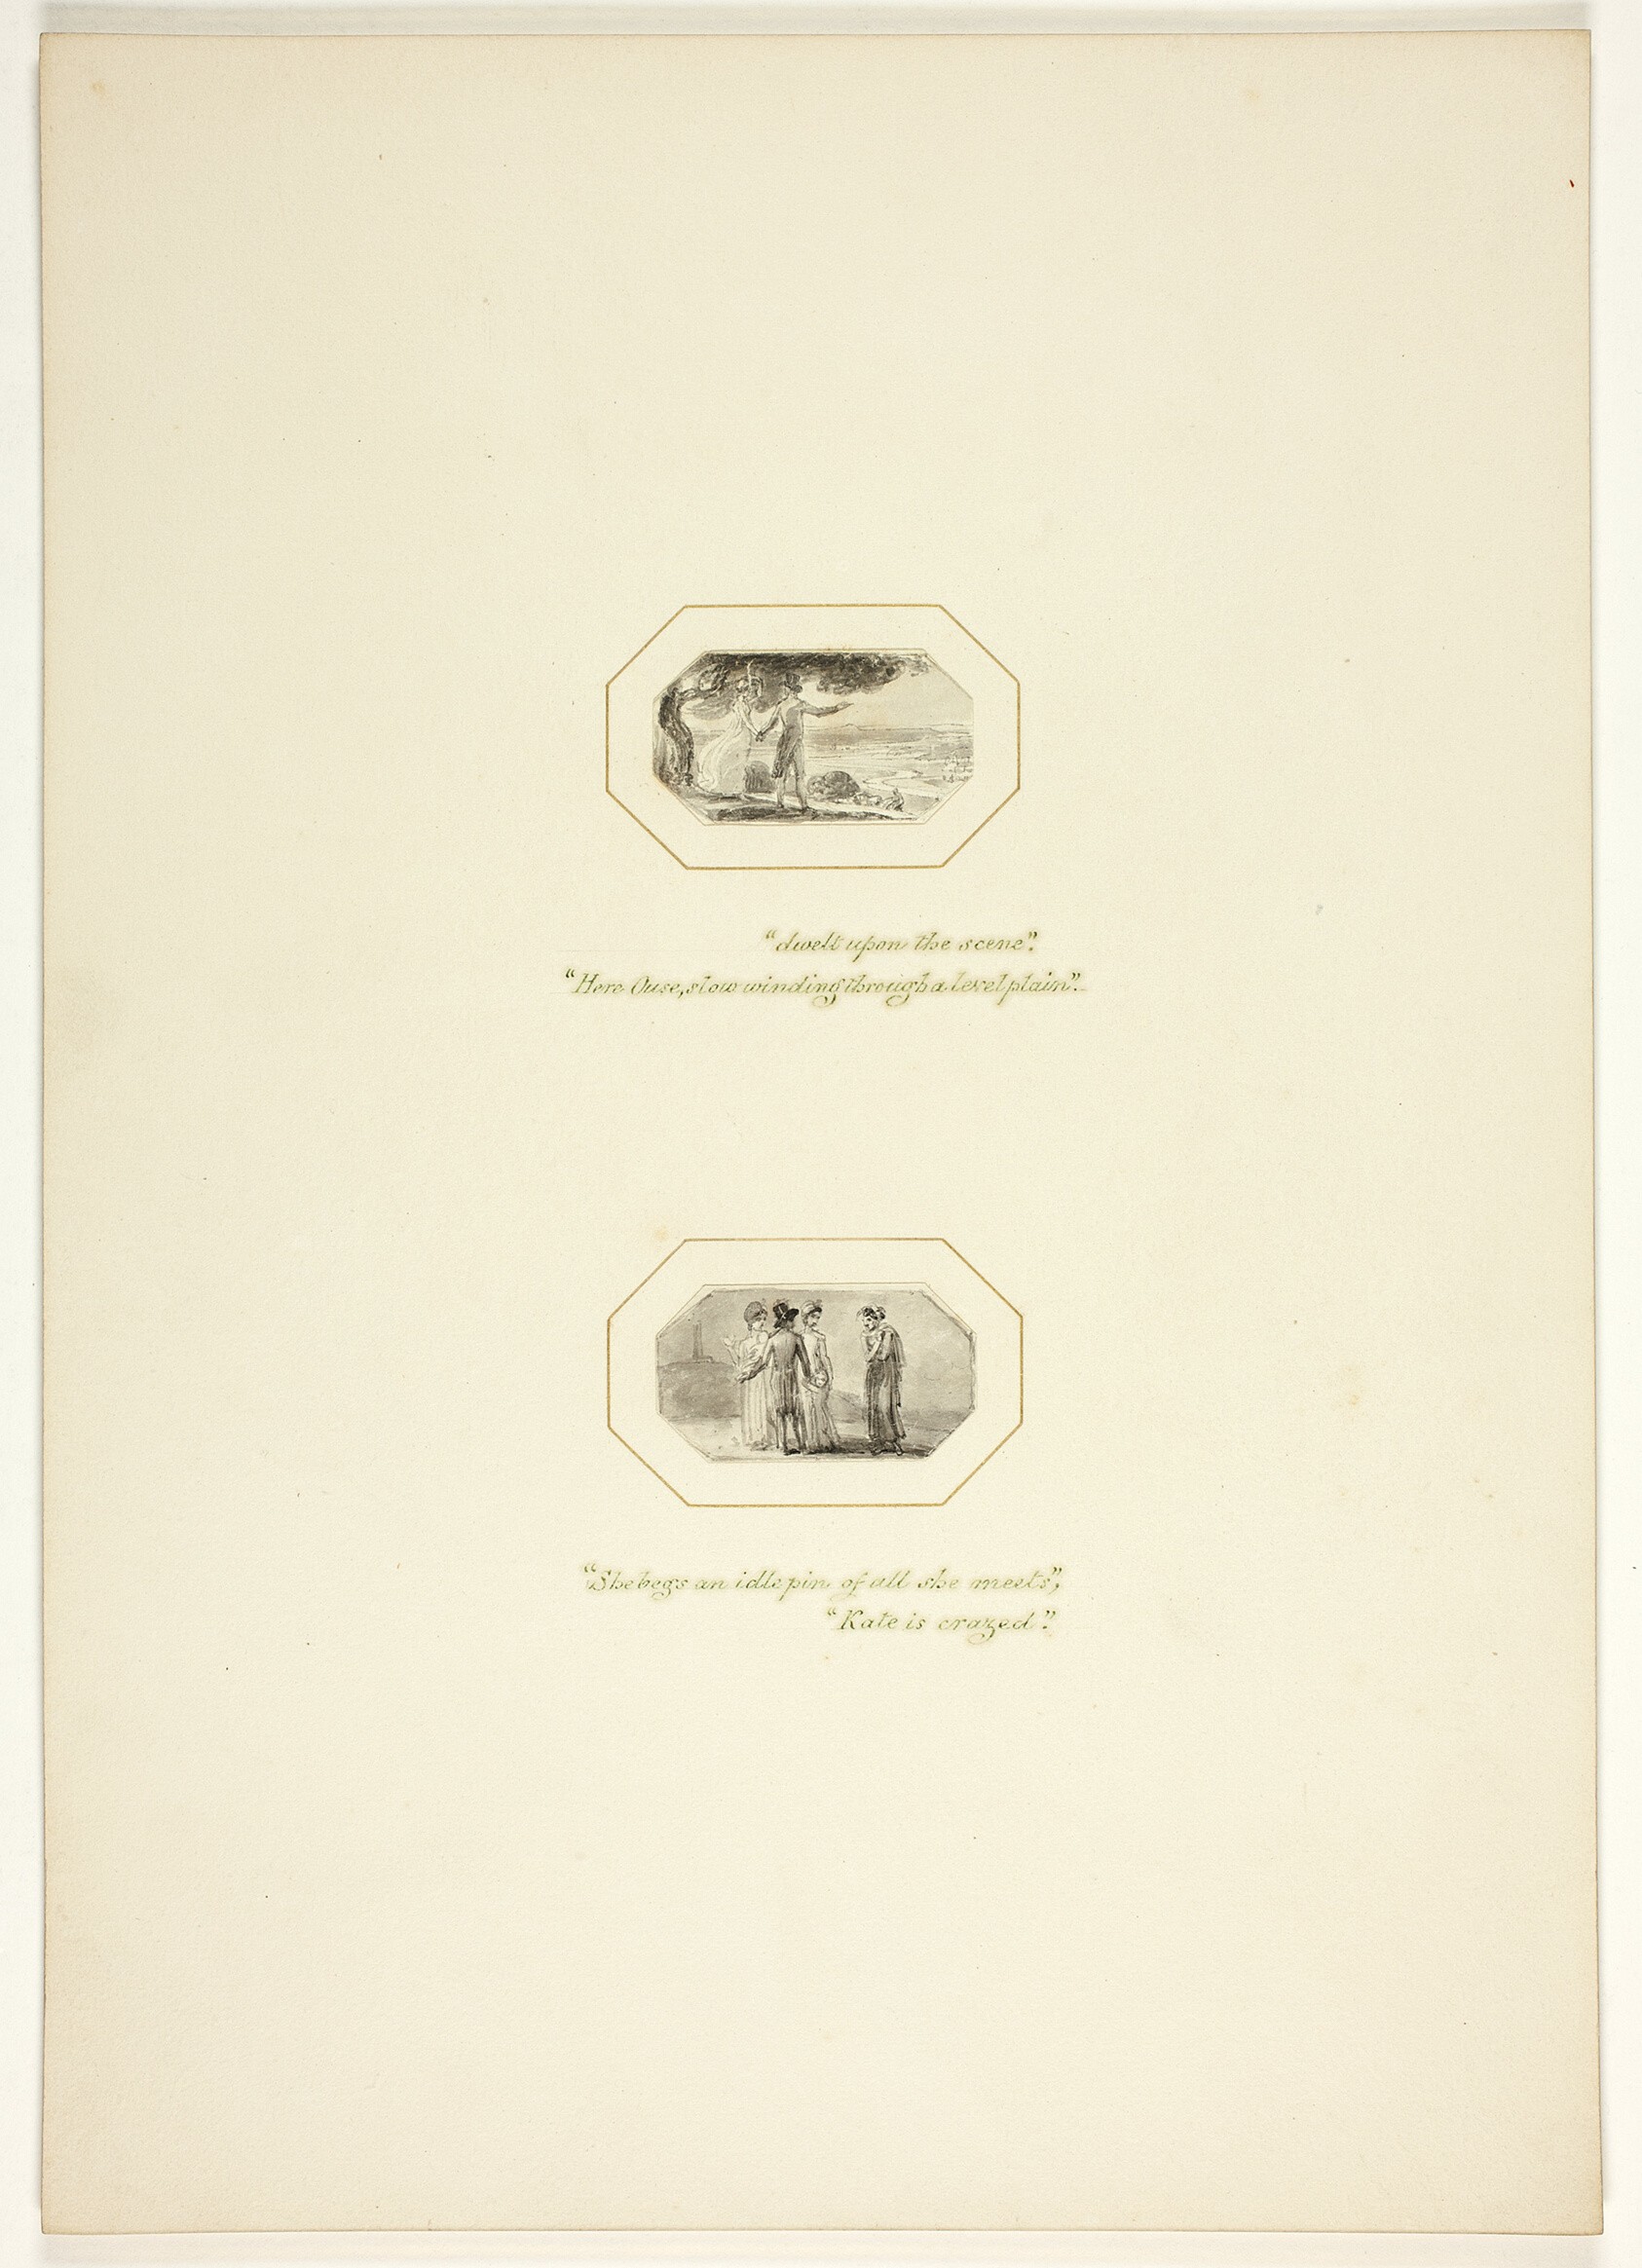 “dwelt upon the scene”.
“Here Ouse, slow winding through a level plain”.
“She begs an idle pin of all she meets”,
“Kate is crazed”.